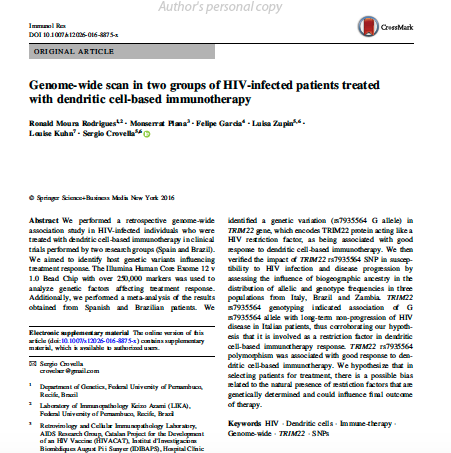 Author's personal copy
Immunol Res
DOI 10.1007/s12026-016-8875-x
CrossMark
ORIGINAL ARTICLE
Genome-wide scan in two groups of HIV-infected patients treated
with dendritic cell-based immunotherapy
Ronald Moura Rodrigues1,2 · Monserrat Plana3 · Felipe Garcia4 · Luisa Zupin5,6 ·
Louise Kuhn7 · Sergio Crovella5,6
© Springer Science+Business Media New York 2016
Abstract We performed a retrospective genome-wide
association study in HIV-infected individuals who were
treated with dendritic cell-based immunotherapy in clinical
trials performed by two research groups (Spain and Brazil).
We aimed to identify host genetic variants influencing
treatment response. The Illumina Human Core Exome 12 v
1.0 Bead Chip with over 250,000 markers was used to
analyze genetic factors affecting treatment response.
Additionally, we performed a meta-analysis of the results
obtained from Spanish and Brazilian patients. We
Electronic supplementary material The online version of this
article (doi:10.1007/s12026-016-8875-x) contains supplementary
material, which is available to authorized users.
Sergio Crovella
crovelser@gmail.com
1 Department of Genetics, Federal University of Pernambuco,
Recife, Brazil
2 Laboratory of Immunopathology Keizo Asami (LIKA),
Federal University of Pernambuco, Recife, Brazil
3 Retrovirology and Cellular Immunopathology Laboratory,
AIDS Research Group, Catalan Project for the Development
of an HIV Vaccine (HIVACAT), Institut d'Investigacions
Biomèdiques August Pi i Sunyer (IDIBAPS), Hospital Clinic
identified a genetic variation (rs7935564 G allele) in
TRIM22 gene, which encodes TRIM protein acting like a
HIV restriction factor, as being associated with good
response to dendritic cell-based immunotherapy. We then
verified the impact of TRIM22 rs7935564 SNP in suscep-
tibility to HIV infection and disease progression by
assessing the influence of biogeographic ancestry in the
distribution of allelic and genotype frequencies in three
populations from Italy, Brazil and Zambia. TRIM22
rs7935564 genotyping indicated association of G
rs7935564 allele with long-term non-progression of HIV
disease in Italian patients, thus corroborating our hypoth-
esis that it is involved as a restriction factor in dendritic
cell-based immunotherapy response. TRIM22 rs7935564
polymorphism was associated with good response to den-
dritic cell-based immunotherapy. We hypothesize that in
selecting patients for treatment, there is a possible bias
related to the natural presence of restriction factors that are
genetically determined and could influence final outcome
of therapy.
Keywords HIV · Dendritic cells · Immune-therapy ·
Genome-wide · TRIM22 · SNPs